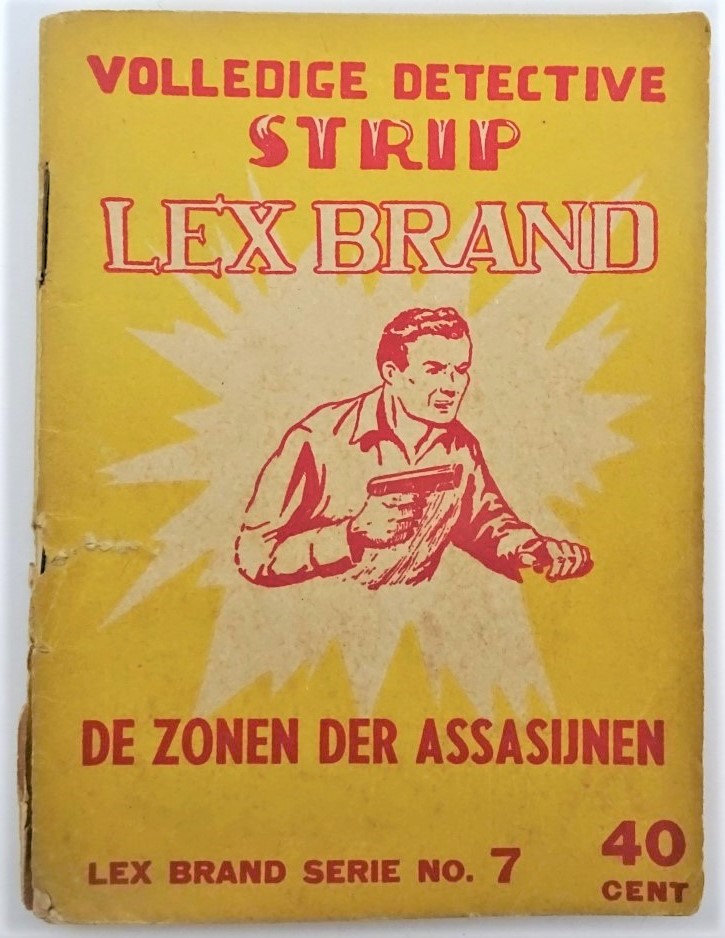 VOLLEDIGE DETECTIVE
STRIP
LEX BRAND
DE ZONEN DER ASSASIJNEN
LEX BRAND SERIE NO. 7
40
CENT